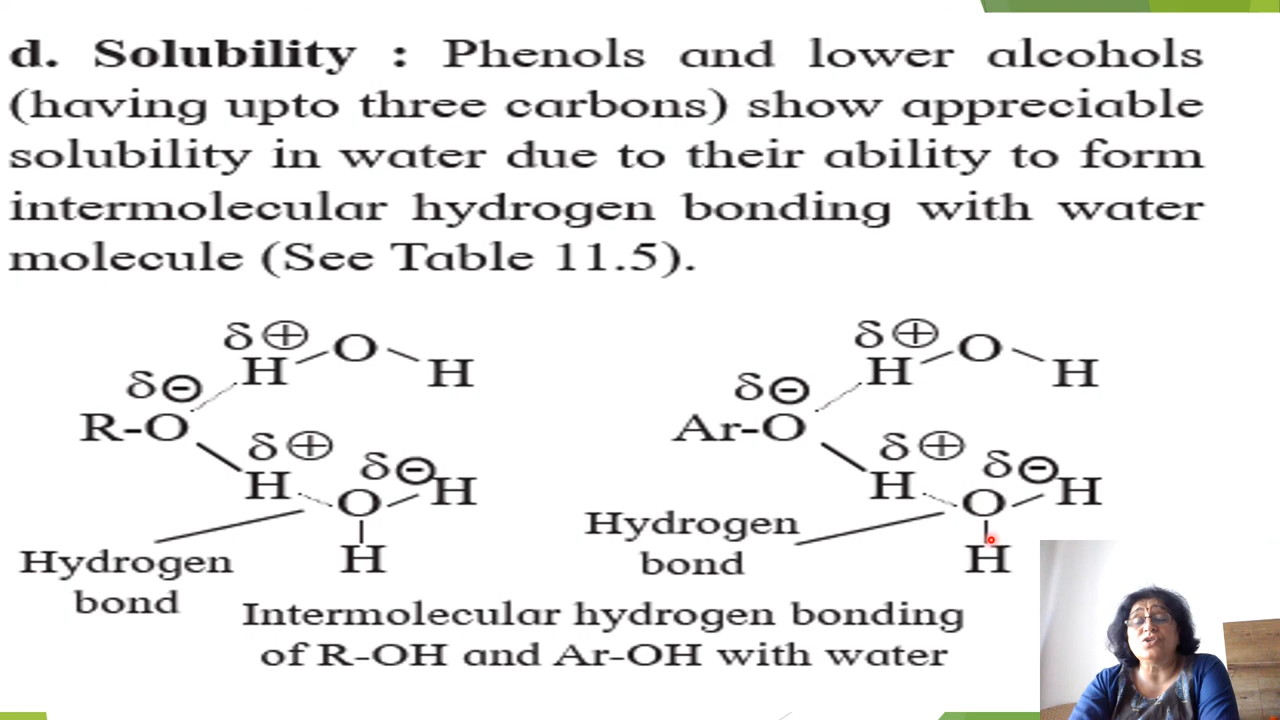 d. Solubility : Phenols and lower alcohols
(having upto three carbons) show appreciable
solubility in water due to their ability to form
intermolecular hydrogen bonding with water
molecule (See Table 11.5).
δ⊕ H O H
δ⊖
R-O
δ⊕ H
δ⊖ O H
H
Hydrogen
bond
δ⊕ H O H
δ⊖
Ar-O
δ⊕ H
δ⊖ O H
H
Hydrogen
bond
Intermolecular hydrogen bonding
of R-OH and Ar-OH with water